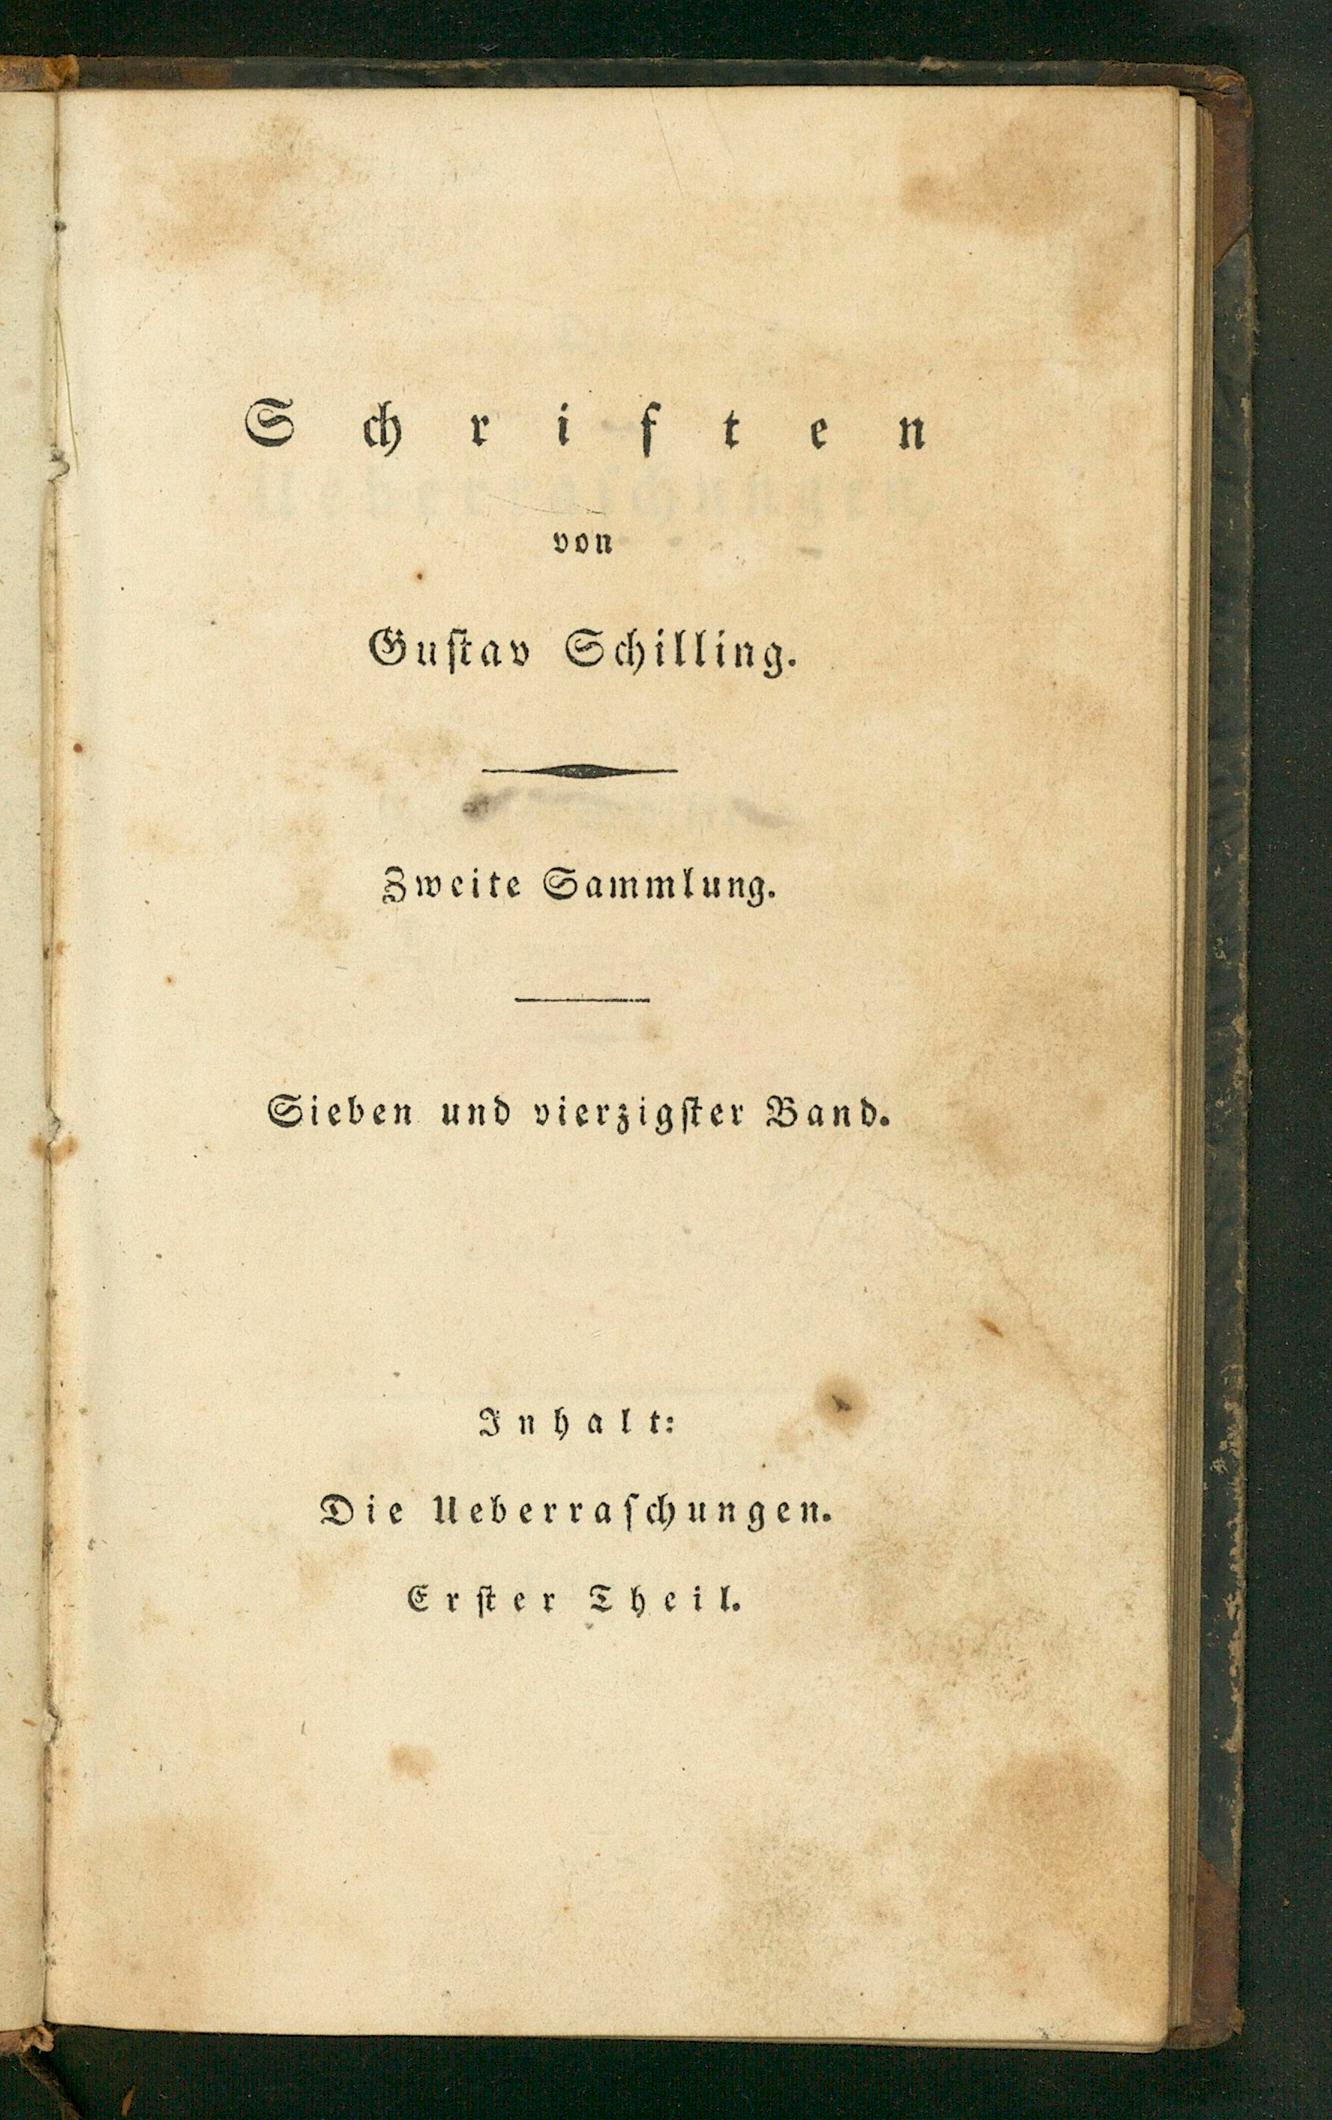 Schriften
von
Gustav Schilling.
Zweite Sammlung.
Sieben und vierzigster Band.
Inhalt:
Die Ueberraschungen.
Erster Theil.